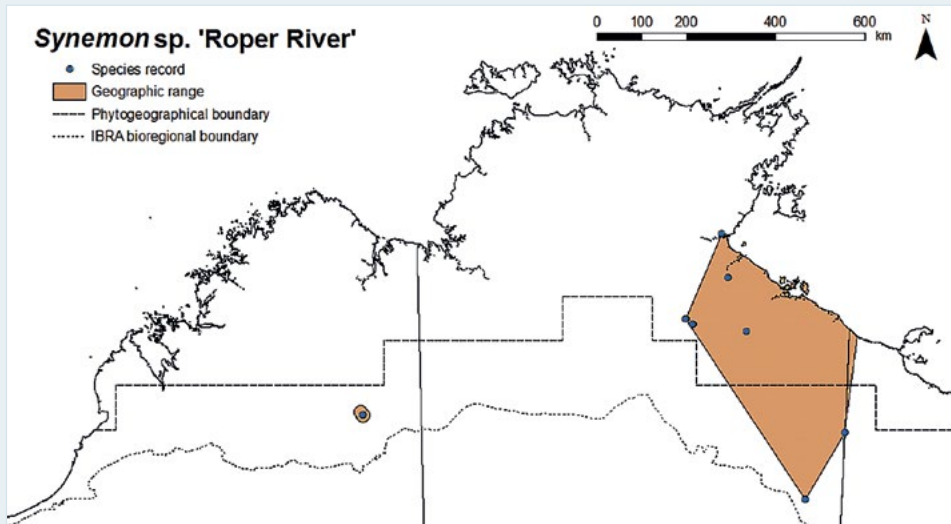 Synemon sp. 'Roper River'
Species record
Geographic range
Phytogeographical boundary
IBRA bioregional boundary
0 100 200 400 600
km
N